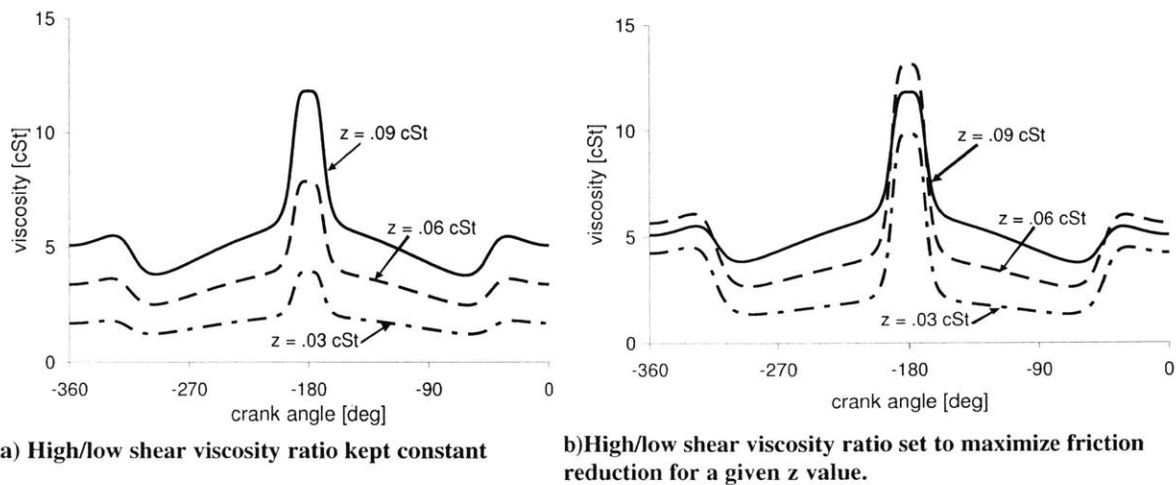 15
10
5
0
viscosity [cSt]
z = .09 cSt
z = .06 cSt
z = .03 cSt
-360
-270
-180
-90
0
crank angle [deg]
a) High/low shear viscosity ratio kept constant
15
10
5
0
viscosity [cSt]
z = .09 cSt
z = .06 cSt
z = .03 cSt
-360
-270
-180
-90
0
crank angle [deg]
b)High/low shear viscosity ratio set to maximize friction
reduction for a given z value.